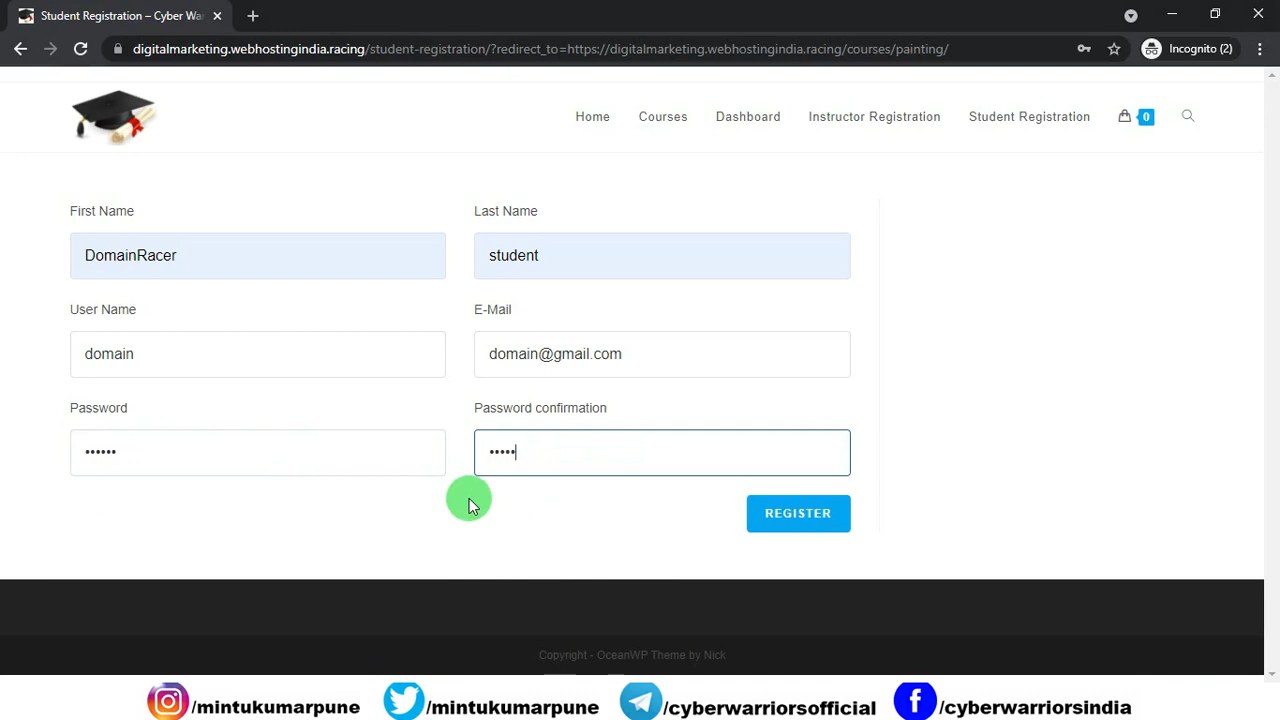 Student Registration – Cyber War
digitalmarketing.webhostingindia.racing/student-registration/?redirect_to=https://digitalmarketing.webhostingindia.racing/courses/painting/
Incognito (2)
Home Courses Dashboard Instructor Registration Student Registration 0
First Name Last Name
DomainRacer student
User Name E-Mail
domain domain@gmail.com
Password Password confirmation
•••••• •••••
REGISTER
Copyright - OceanWP Theme by Nick
/mintukumarpune /mintukumarpune /cyberwarriorsofficial /cyberwarriorsindia